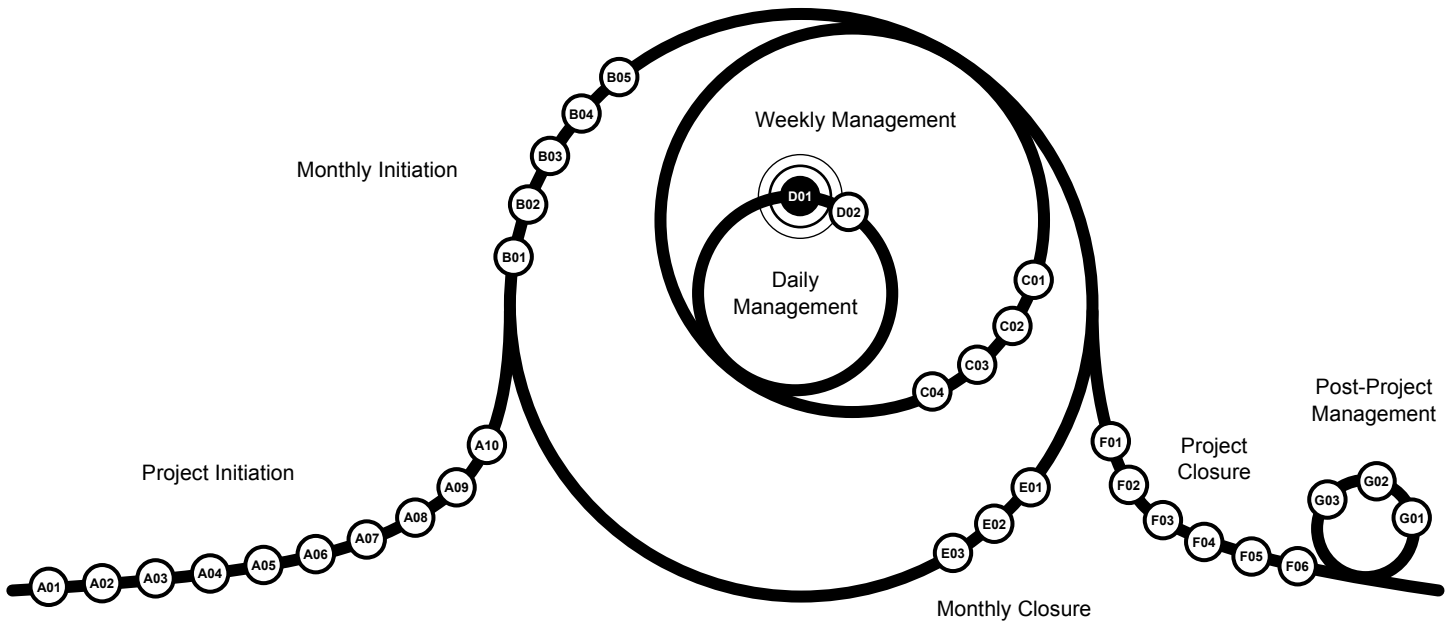 Weekly Management
Monthly Initiation
Daily
Management
Project Initiation
Post-Project
Management
Project
Closure
Monthly Closure
A01
A02
A03
A04
A05
A06
A07
A08
A09
A10
B01
B02
B03
B04
B05
C01
C02
C03
C04
D01
D02
E01
E02
E03
F01
F02
F03
F04
F05
F06
G01
G02
G03